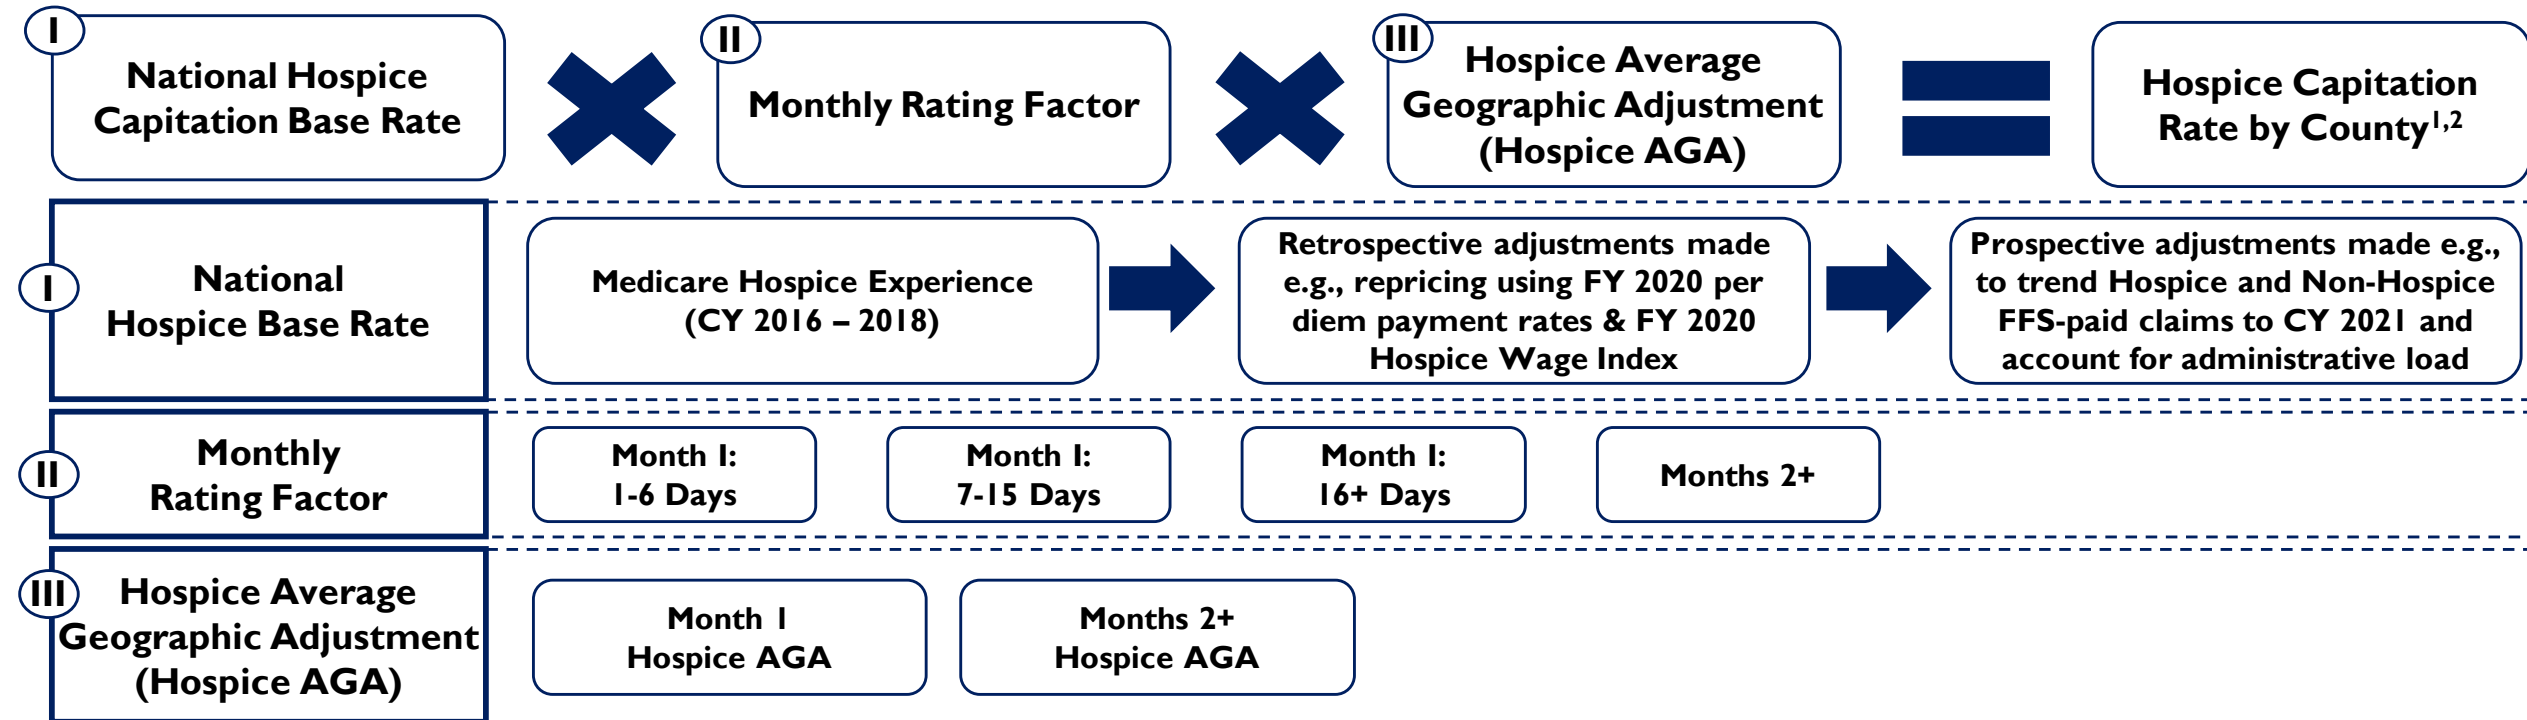 I
National Hospice
Capitation Base Rate
II
Monthly Rating Factor
III
Hospice Average
Geographic Adjustment
(Hospice AGA)
Hospice Capitation
Rate by County1,2
I
National
Hospice Base Rate
Medicare Hospice Experience
(CY 2016 – 2018)
Retrospective adjustments made
e.g., repricing using FY 2020 per
diem payment rates & FY 2020
Hospice Wage Index
Prospective adjustments made e.g.,
to trend Hospice and Non-Hospice
FFS-paid claims to CY 2021 and
account for administrative load
II
Monthly
Rating Factor
Month 1:
1-6 Days
Month 1:
7-15 Days
Month 1:
16+ Days
Months 2+
III
Hospice Average
Geographic Adjustment
(Hospice AGA)
Month 1
Hospice AGA
Months 2+
Hospice AGA